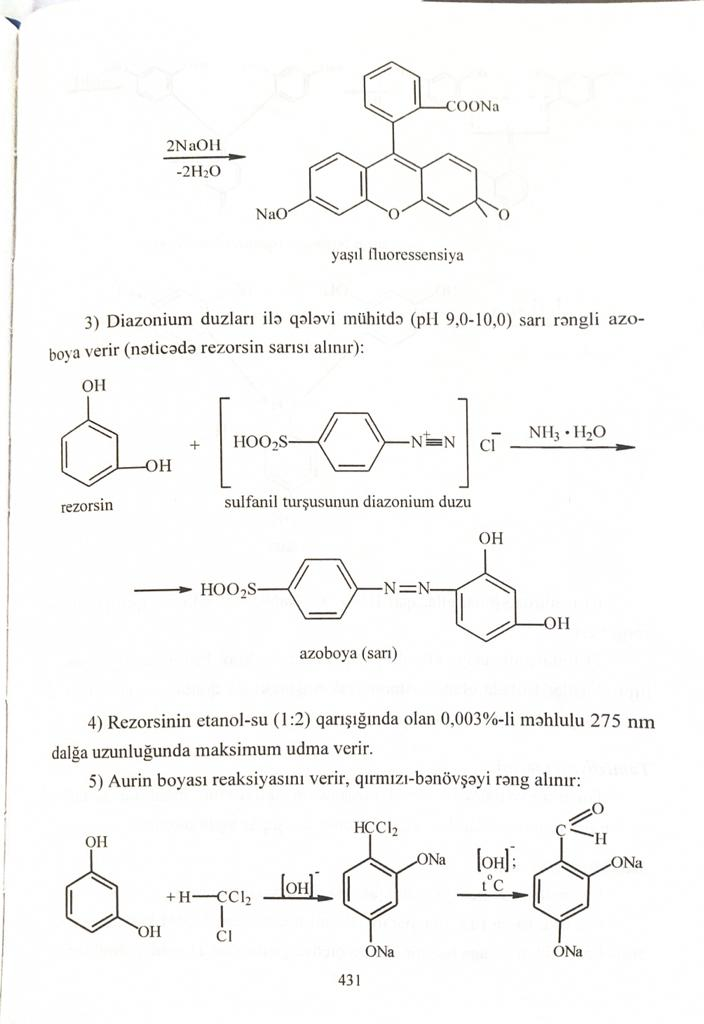 COONa
2NaOH
-2H₂O
NaO
O
O
yaşıl fluoressensiya
3) Diazonium duzları ilə qələvi mühitdə (pH 9,0-10,0) sarı rəngli azo-
boya verir (nəticədə rezorsin sarısı alınır):
OH
OH
+
HOO₂S
N⁺≡N
Cl⁻
NH₃ • H₂O
rezorsin
sulfanil turşusunun diazonium duzu
OH
HOO₂S
N=N
OH
azoboya (sarı)
4) Rezorsinin etanol-su (1:2) qarışığında olan 0,003%-li məhlulu 275 nm
dalğa uzunluğunda maksimum udma verir.
5) Aurin boyası reaksiyasını verir, qırmızı-bənövşəyi rəng alınır:
OH
OH
+ H—CCl₂
Cl
[OH]⁻
HCCl₂
ONa
ONa
[OH]⁻;
t°C
O
C
H
ONa
ONa
431